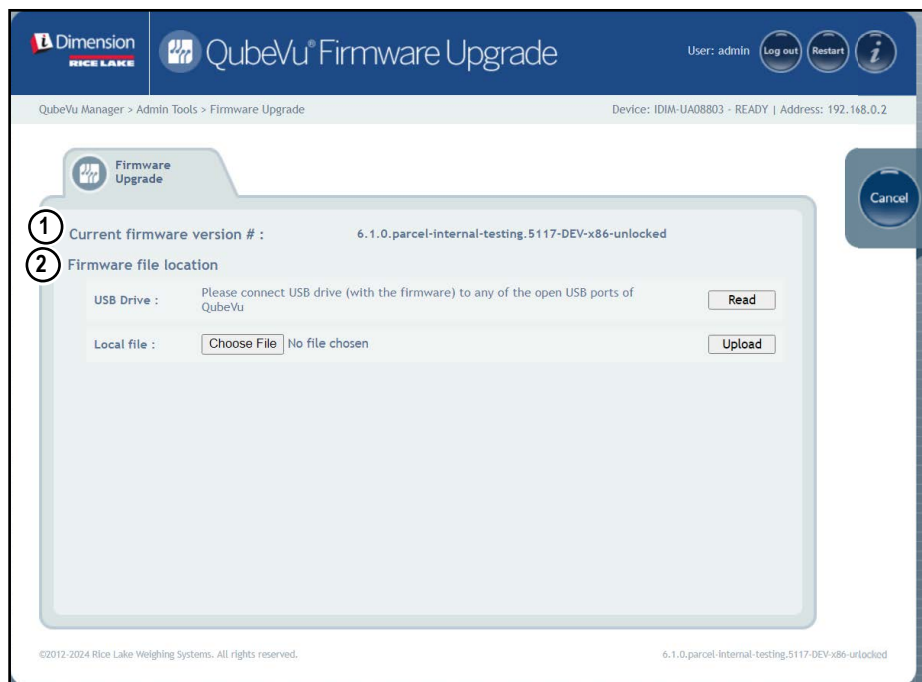 iDimension
RICE LAKE
QubeVu® Firmware Upgrade
User: admin
Log out
Restart
i
QubeVu Manager > Admin Tools > Firmware Upgrade
Device: IDIM-UA08803 - READY | Address: 192.168.0.2
Firmware
Upgrade
Cancel
1
Current firmware version # :
6.1.0.parcel-internal-testing.5117-DEV-x86-unlocked
2
Firmware file location
USB Drive :
Please connect USB drive (with the firmware) to any of the open USB ports of
QubeVu
Read
Local file :
Choose File No file chosen
Upload
©2012-2024 Rice Lake Weighing Systems. All rights reserved.
6.1.0.parcel-internal-testing.5117-DEV-x86-unlocked